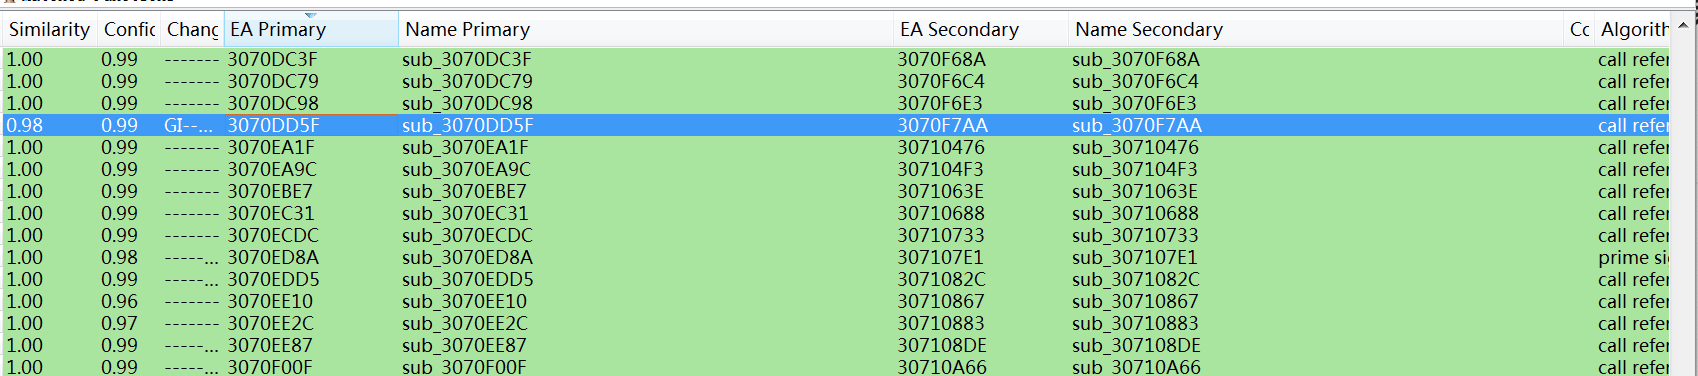 Similarity Confic Chang EA Primary Name Primary EA Secondary Name Secondary Cc Algorith
1.00 0.99 ------- 3070DC3F sub_3070DC3F 3070F68A sub_3070F68A call refer
1.00 0.99 ------- 3070DC79 sub_3070DC79 3070F6C4 sub_3070F6C4 call refer
1.00 0.99 ------- 3070DC98 sub_3070DC98 3070F6E3 sub_3070F6E3 call refer
0.98 0.99 GI--... 3070DD5F sub_3070DD5F 3070F7AA sub_3070F7AA call refer
1.00 0.99 ------- 3070EA1F sub_3070EA1F 30710476 sub_30710476 call refer
1.00 0.99 ------- 3070EA9C sub_3070EA9C 307104F3 sub_307104F3 call refer
1.00 0.99 ------- 3070EBE7 sub_3070EBE7 3071063E sub_3071063E call refer
1.00 0.99 ------- 3070EC31 sub_3070EC31 30710688 sub_30710688 call refer
1.00 0.99 ------- 3070ECDC sub_3070ECDC 30710733 sub_30710733 call refer
1.00 0.98 -----... 3070ED8A sub_3070ED8A 307107E1 sub_307107E1 prime si
1.00 0.99 -----... 3070EDD5 sub_3070EDD5 3071082C sub_3071082C call refer
1.00 0.96 ------- 3070EE10 sub_3070EE10 30710867 sub_30710867 call refer
1.00 0.97 ------- 3070EE2C sub_3070EE2C 30710883 sub_30710883 call refer
1.00 0.99 -----... 3070EE87 sub_3070EE87 307108DE sub_307108DE call refer
1.00 0.99 -----... 3070F00F sub_3070F00F 30710A66 sub_30710A66 call refer